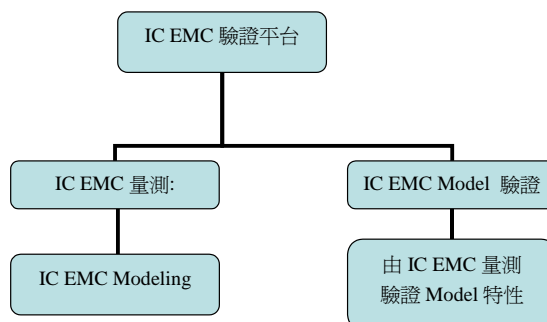 IC EMC 驗證平台
IC EMC 量測:
IC EMC Model 驗證
IC EMC Modeling
由 IC EMC 量測
驗證 Model 特性